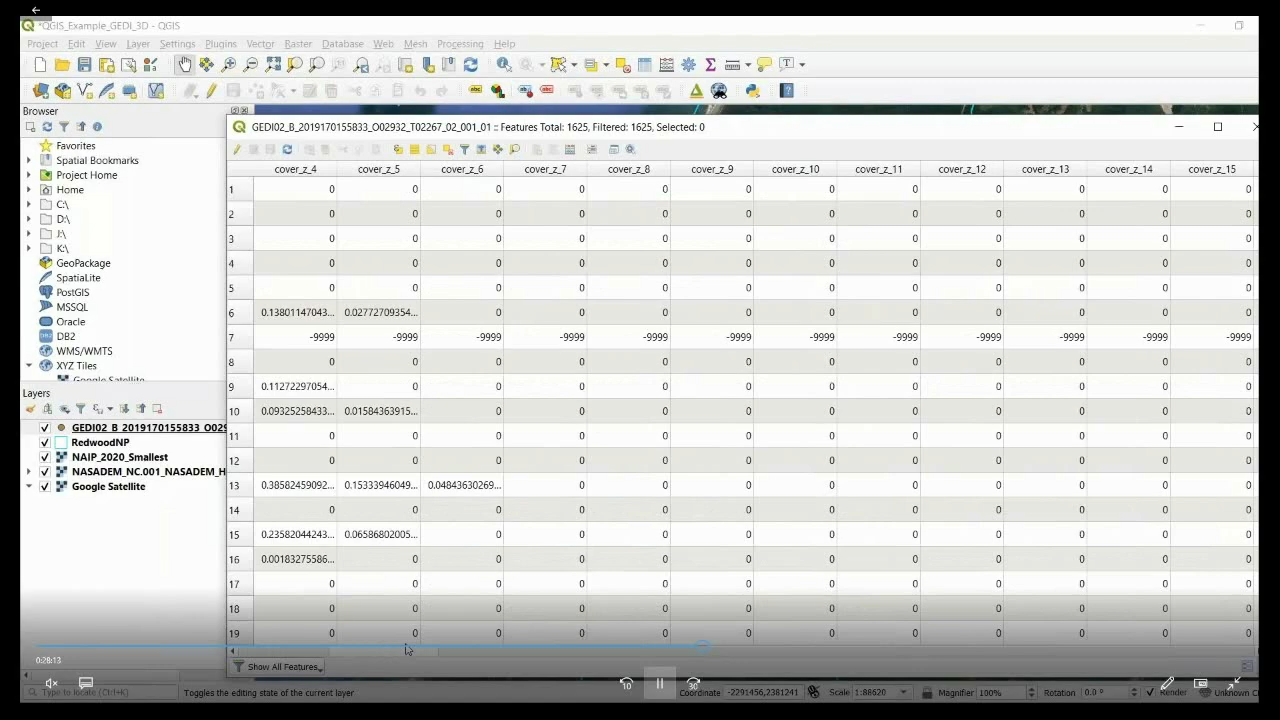 *QGIS_Example_GEDI_3D - QGIS
Project Edit View Layer Settings Plugins Vector Raster Database Web Mesh Processing Help
Browser
Favorites
Spatial Bookmarks
Project Home
Home
C:\
D:\
J:\
K:\
GeoPackage
SpatiaLite
PostGIS
MSSQL
Oracle
DB2
WMS/WMTS
XYZ Tiles
Google Satellite
Layers
GEDI02_B_2019170155833_O029
RedwoodNP
NAIP_2020_Smallest
NASADEM_NC.001_NASADEM_H
Google Satellite
GEDI02_B_2019170155833_O02932_T02267_02_001_01 :: Features Total: 1625, Filtered: 1625, Selected: 0
cover_z_4 cover_z_5 cover_z_6 cover_z_7 cover_z_8 cover_z_9 cover_z_10 cover_z_11 cover_z_12 cover_z_13 cover_z_14 cover_z_15
1 0 0 0 0 0 0 0 0 0 0 0 0
2 0 0 0 0 0 0 0 0 0 0 0 0
3 0 0 0 0 0 0 0 0 0 0 0 0
4 0 0 0 0 0 0 0 0 0 0 0 0
5 0 0 0 0 0 0 0 0 0 0 0 0
6 0.13801147043... 0.02772709354... 0 0 0 0 0 0 0 0 0 0
7 -9999 -9999 -9999 -9999 -9999 -9999 -9999 -9999 -9999 -9999 -9999 -9999
8 0 0 0 0 0 0 0 0 0 0 0 0
9 0.11272297054... 0 0 0 0 0 0 0 0 0 0 0
10 0.09325258433... 0.01584363915... 0 0 0 0 0 0 0 0 0 0
11 0 0 0 0 0 0 0 0 0 0 0 0
12 0 0 0 0 0 0 0 0 0 0 0 0
13 0.38582459092... 0.15333946049... 0.04843630269... 0 0 0 0 0 0 0 0 0
14 0 0 0 0 0 0 0 0 0 0 0 0
15 0.23582044243... 0.06586802005... 0 0 0 0 0 0 0 0 0 0
16 0.00183275586... 0 0 0 0 0 0 0 0 0 0 0
17 0 0 0 0 0 0 0 0 0 0 0 0
18 0 0 0 0 0 0 0 0 0 0 0 0
19 0 0 0 0 0 0 0 0 0 0 0 0
0:28:13
Show All Features
10 30
Type to locate (Ctrl+K) Toggles the editing state of the current layer Coordinate -2291456,2381241 Scale 1:88620 Magnifier 100% Rotation 0.0 ° Render Unknown C